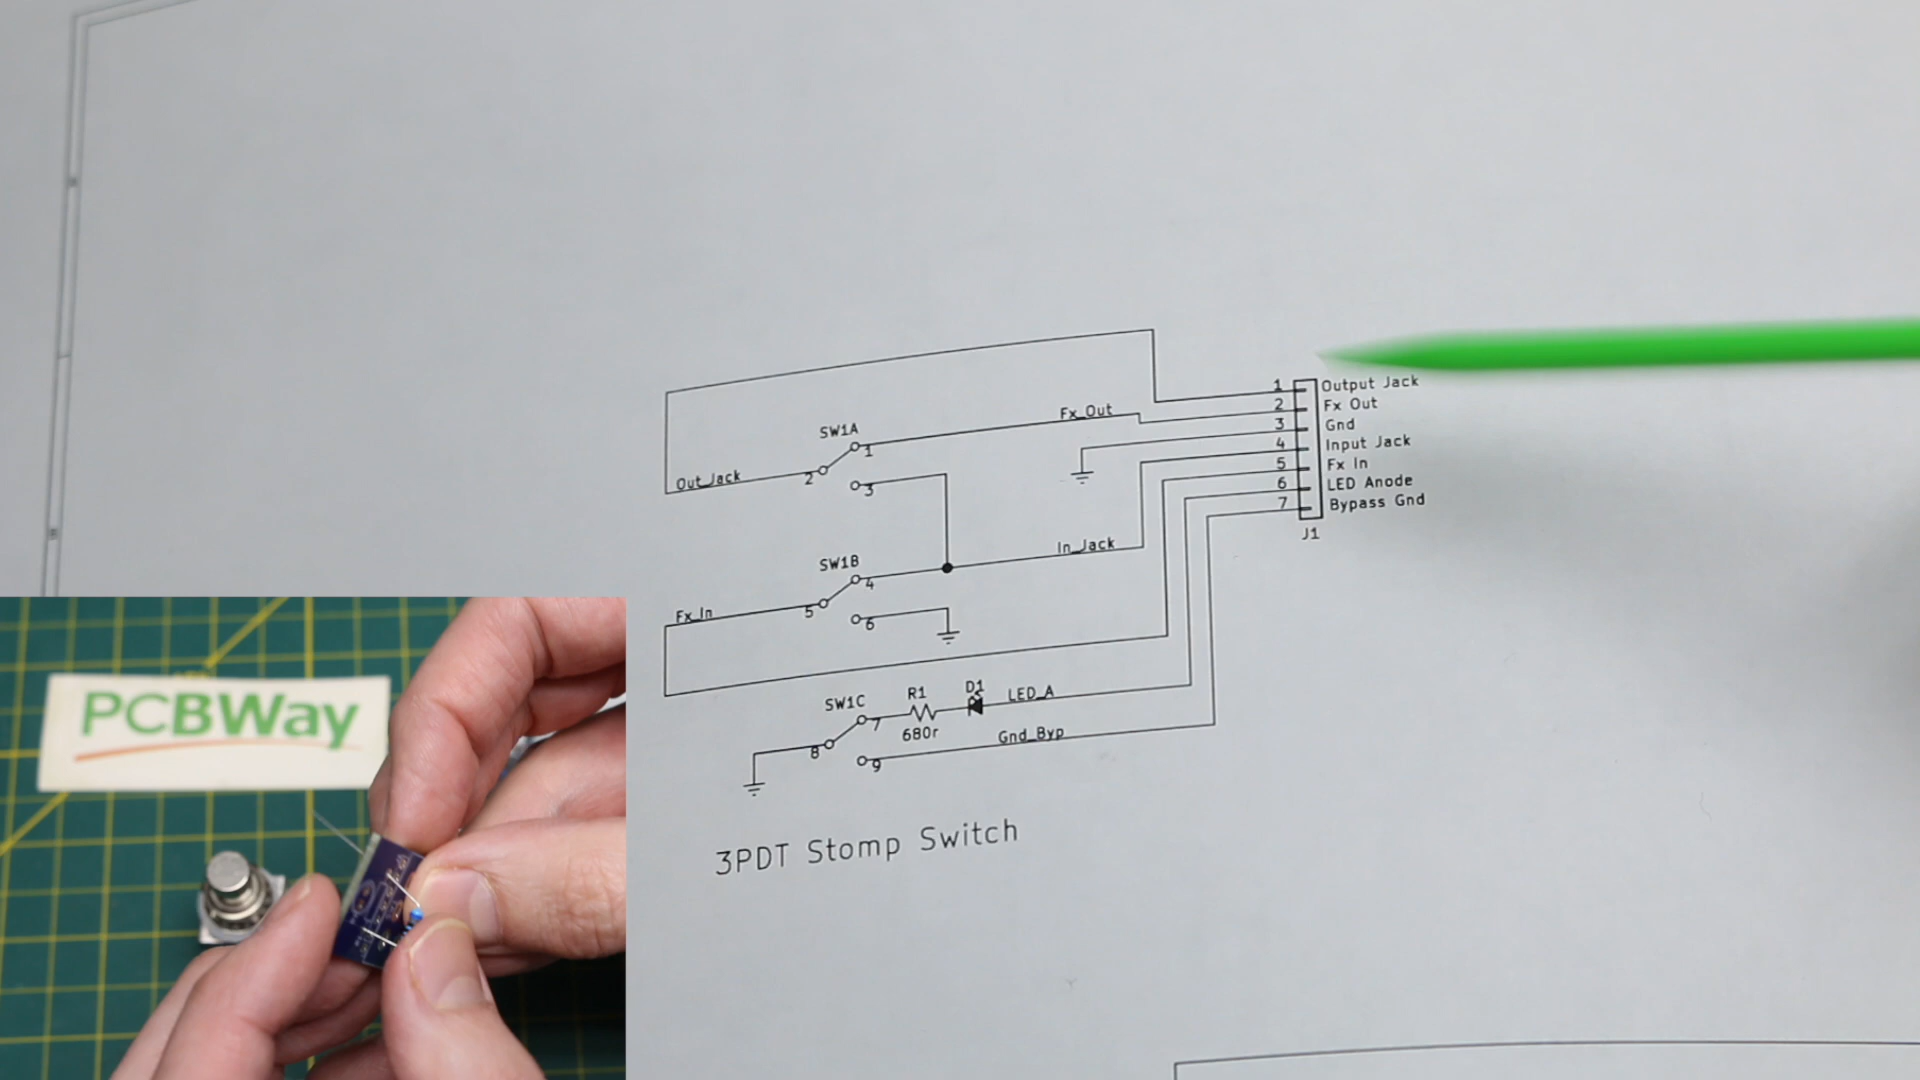 1 Output Jack
2 Fx Out
3 Gnd
4 Input Jack
5 Fx In
6 LED Anode
7 Bypass Gnd
J1
Fx_Out
SW1A
1
Out_Jack 2
3
In_Jack
SW1B
4
Fx_In 5
6
SW1C R1 D1 LED_A
7
680r
Gnd_Byp
8
9
3PDT Stomp Switch
PCBWay